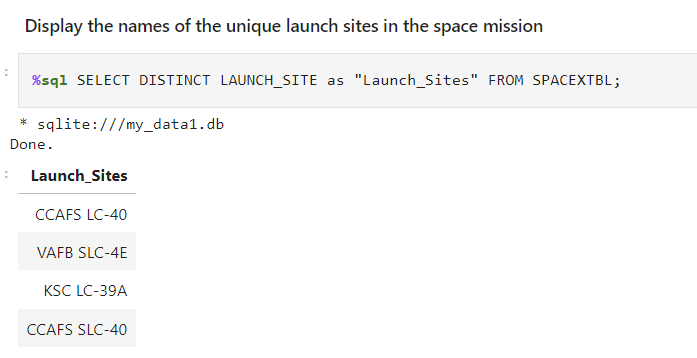 Display the names of the unique launch sites in the space mission
:
%sql SELECT DISTINCT LAUNCH_SITE as "Launch_Sites" FROM SPACEXTBL;
* sqlite:///my_data1.db
Done.
:
Launch_Sites
CCAFS LC-40
VAFB SLC-4E
KSC LC-39A
CCAFS SLC-40